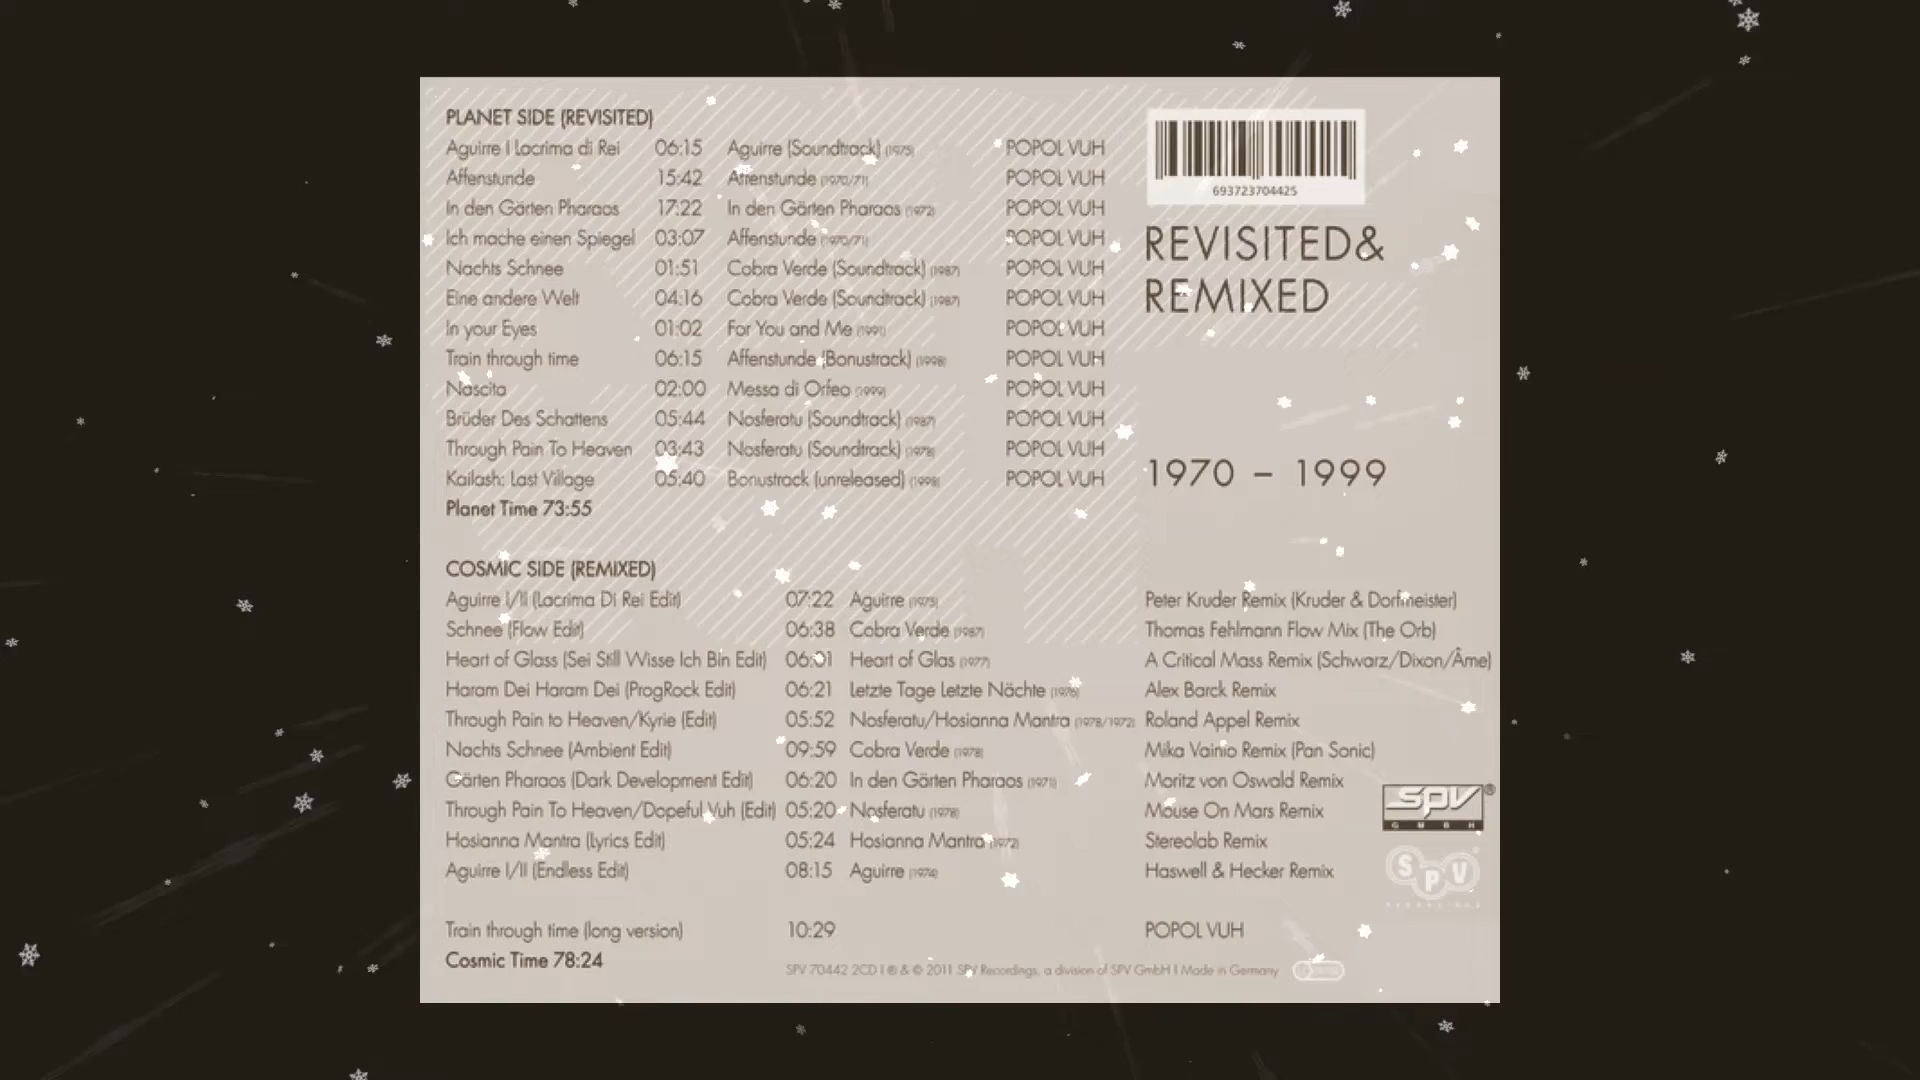 PLANET SIDE (REVISITED)
Aguirre I Lacrima di Rei 06:15 Aguirre (Soundtrack) (1975) POPOL VUH
Affenstunde 15:42 Affenstunde (1970/71) POPOL VUH
In den Gärten Pharaos 17:22 In den Gärten Pharaos (1972) POPOL VUH
Ich mache einen Spiegel 03:07 Affenstunde (1970/71) POPOL VUH
Nachts Schnee 01:51 Cobra Verde (Soundtrack) (1987) POPOL VUH
Eine andere Welt 04:16 Cobra Verde (Soundtrack) (1987) POPOL VUH
In your Eyes 01:02 For You and Me (1991) POPOL VUH
Train through time 06:15 Affenstunde (Bonustrack) (1998) POPOL VUH
Nascita 02:00 Messa di Orfeo (1999) POPOL VUH
Brüder Des Schattens 05:44 Nosferatu (Soundtrack) (1987) POPOL VUH
Through Pain To Heaven 03:43 Nosferatu (Soundtrack) (1978) POPOL VUH
Kailash: Last Village 05:40 Bonustrack (unreleased) (1998) POPOL VUH
Planet Time 73:55
693723704425
REVISITED&
REMIXED
1970 – 1999
COSMIC SIDE (REMIXED)
Aguirre I/II (Lacrima Di Rei Edit) 07:22 Aguirre (1975) Peter Kruder Remix (Kruder & Dorfmeister)
Schnee (Flow Edit) 06:38 Cobra Verde (1987) Thomas Fehlmann Flow Mix (The Orb)
Heart of Glass (Sei Still Wisse Ich Bin Edit) 06:01 Heart of Glas (1977) A Critical Mass Remix (Schwarz/Dixon/Âme)
Haram Dei Haram Dei (ProgRock Edit) 06:21 Letzte Tage Letzte Nächte (1976) Alex Barck Remix
Through Pain to Heaven/Kyrie (Edit) 05:52 Nosferatu/Hosianna Mantra (1978/1972) Roland Appel Remix
Nachts Schnee (Ambient Edit) 09:59 Cobra Verde (1978) Mika Vainio Remix (Pan Sonic)
Gärten Pharaos (Dark Development Edit) 06:20 In den Gärten Pharaos (1971) Moritz von Oswald Remix
Through Pain To Heaven/Dopeful Vuh (Edit) 05:20 Nosferatu (1978) Mouse On Mars Remix
Hosianna Mantra (Lyrics Edit) 05:24 Hosianna Mantra (1972) Stereolab Remix
Aguirre I/II (Endless Edit) 08:15 Aguirre (1974) Haswell & Hecker Remix
Train through time (long version) 10:29 POPOL VUH
Cosmic Time 78:24
SPV 70442 2CD I ℗ & © 2011 SPV Recordings, a division of SPV GmbH I Made in Germany
SPV ®
GMBH
SPV
RECORDINGS